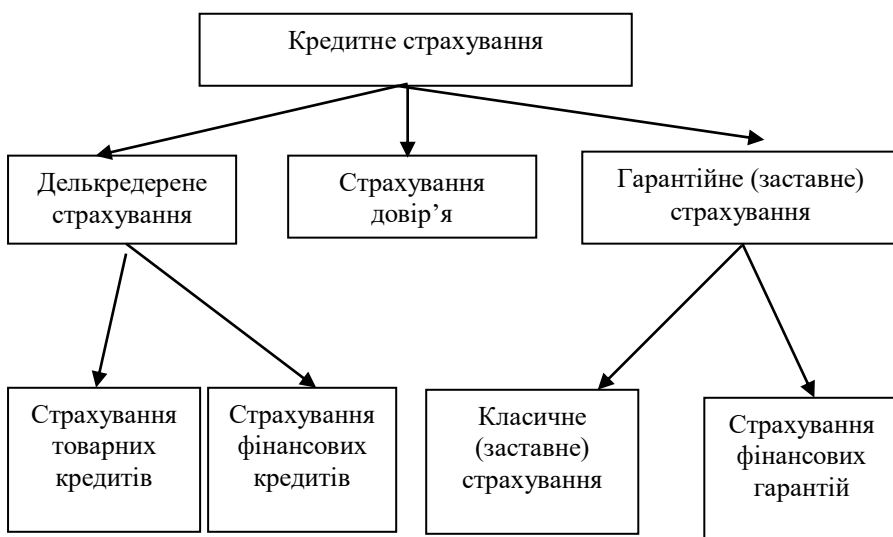 Кредитне страхування
Делькредерене
страхування
Страхування
довір’я
Гарантійне (заставне)
страхування
Страхування
товарних
кредитів
Страхування
фінансових
кредитів
Класичне
(заставне)
страхування
Страхування
фінансових
гарантій